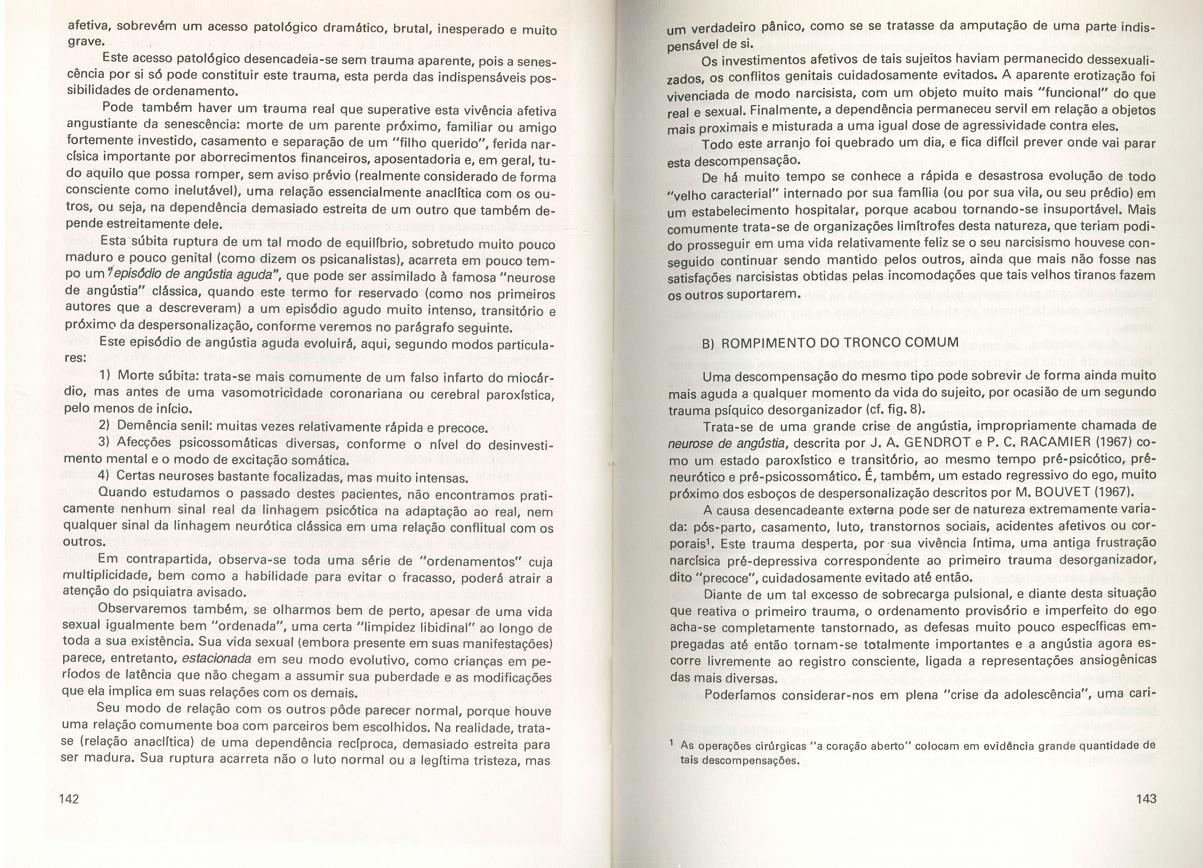 afetiva, sobrevém um acesso patológico dramático, brutal, inesperado e muito
grave.
Este acesso patológico desencadeia-se sem trauma aparente, pois a senes-
cência por si só pode constituir este trauma, esta perda das indispensáveis pos-
sibilidades de ordenamento.
Pode também haver um trauma real que superative esta vivência afetiva
angustiante da senescência: morte de um parente próximo, familiar ou amigo
fortemente investido, casamento e separação de um "filho querido", ferida nar-
císica importante por aborrecimentos financeiros, aposentadoria e, em geral, tu-
do aquilo que possa romper, sem aviso prévio (realmente considerado de forma
consciente como inelutável), uma relação essencialmente anaclítica com os ou-
tros, ou seja, na dependência demasiado estreita de um outro que também de-
pende estreitamente dele.
Esta súbita ruptura de um tal modo de equilíbrio, sobretudo muito pouco
maduro e pouco genital (como dizem os psicanalistas), acarreta em pouco tem-
po um "episódio de angústia aguda", que pode ser assimilado à famosa "neurose
de angústia" clássica, quando este termo for reservado (como nos primeiros
autores que a descreveram) a um episódio agudo muito intenso, transitório e
próximo da despersonalização, conforme veremos no parágrafo seguinte.
Este episódio de angústia aguda evoluirá, aqui, segundo modos particula-
res:
1) Morte súbita: trata-se mais comumente de um falso infarto do miocár-
dio, mas antes de uma vasomotricidade coronariana ou cerebral paroxística,
pelo menos de início.
2) Demência senil: muitas vezes relativamente rápida e precoce.
3) Afecções psicossomáticas diversas, conforme o nível do desinvesti-
mento mental e o modo de excitação somática.
4) Certas neuroses bastante focalizadas, mas muito intensas.
Quando estudamos o passado destes pacientes, não encontramos prati-
camente nenhum sinal real da linhagem psicótica na adaptação ao real, nem
qualquer sinal da linhagem neurótica clássica em uma relação conflitual com os
outros.
Em contrapartida, observa-se toda uma série de "ordenamentos" cuja
multiplicidade, bem como a habilidade para evitar o fracasso, poderá atrair a
atenção do psiquiatra avisado.
Observaremos também, se olharmos bem de perto, apesar de uma vida
sexual igualmente bem "ordenada", uma certa "limpidez libidinal" ao longo de
toda a sua existência. Sua vida sexual (embora presente em suas manifestações)
parece, entretanto, estacionada em seu modo evolutivo, como crianças em pe-
ríodos de latência que não chegam a assumir sua puberdade e as modificações
que ela implica em suas relações com os demais.
Seu modo de relação com os outros pôde parecer normal, porque houve
uma relação comumente boa com parceiros bem escolhidos. Na realidade, trata-
se (relação anaclítica) de uma dependência recíproca, demasiado estreita para
ser madura. Sua ruptura acarreta não o luto normal ou a legítima tristeza, mas
142
um verdadeiro pânico, como se se tratasse da amputação de uma parte indis-
pensável de si.
Os investimentos afetivos de tais sujeitos haviam permanecido dessexuali-
zados, os conflitos genitais cuidadosamente evitados. A aparente erotização foi
vivenciada de modo narcisista, com um objeto muito mais "funcional" do que
real e sexual. Finalmente, a dependência permaneceu servil em relação a objetos
mais proximais e misturada a uma igual dose de agressividade contra eles.
Todo este arranjo foi quebrado um dia, e fica difícil prever onde vai parar
esta descompensação.
De há muito tempo se conhece a rápida e desastrosa evolução de todo
"velho caracterial" internado por sua família (ou por sua vila, ou seu prédio) em
um estabelecimento hospitalar, porque acabou tornando-se insuportável. Mais
comumente trata-se de organizações limítrofes desta natureza, que teriam podi-
do prosseguir em uma vida relativamente feliz se o seu narcisismo houvese con-
seguido continuar sendo mantido pelos outros, ainda que mais não fosse nas
satisfações narcisistas obtidas pelas incomodações que tais velhos tiranos fazem
os outros suportarem.
B) ROMPIMENTO DO TRONCO COMUM
Uma descompensação do mesmo tipo pode sobrevir de forma ainda muito
mais aguda a qualquer momento da vida do sujeito, por ocasião de um segundo
trauma psíquico desorganizador (cf. fig. 8).
Trata-se de uma grande crise de angústia, impropriamente chamada de
neurose de angústia, descrita por J. A. GENDROT e P. C. RACAMIER (1967) co-
mo um estado paroxístico e transitório, ao mesmo tempo pré-psicótico, pré-
neurótico e pré-psicossomático. É, também, um estado regressivo do ego, muito
próximo dos esboços de despersonalização descritos por M. BOUVET (1967).
A causa desencadeante externa pode ser de natureza extremamente varia-
da: pós-parto, casamento, luto, transtornos sociais, acidentes afetivos ou cor-
porais¹. Este trauma desperta, por sua vivência íntima, uma antiga frustração
narcísica pré-depressiva correspondente ao primeiro trauma desorganizador,
dito "precoce", cuidadosamente evitado até então.
Diante de um tal excesso de sobrecarga pulsional, e diante desta situação
que reativa o primeiro trauma, o ordenamento provisório e imperfeito do ego
acha-se completamente tanstornado, as defesas muito pouco específicas em-
pregadas até então tornam-se totalmente importantes e a angústia agora es-
corre livremente ao registro consciente, ligada a representações ansiogênicas
das mais diversas.
Poderíamos considerar-nos em plena "crise da adolescência", uma cari-
¹ As operações cirúrgicas "a coração aberto" colocam em evidência grande quantidade de
tais descompensações.
143